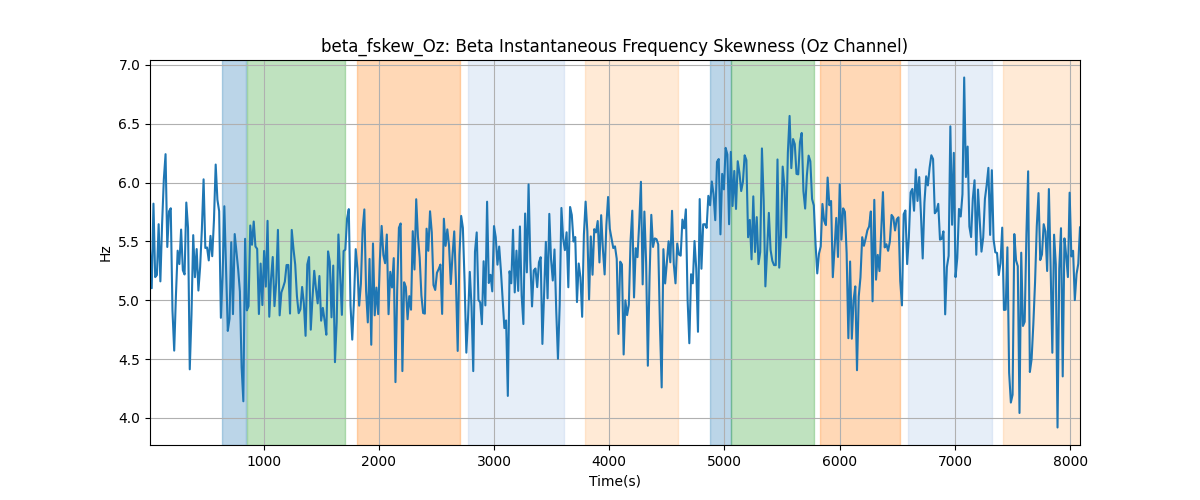 beta_fskew_Oz: Beta Instantaneous Frequency Skewness (Oz Channel)
7.0
6.5
6.0
5.5
5.0
4.5
4.0
Hz
1000 2000 3000 4000 5000 6000 7000 8000
Time(s)